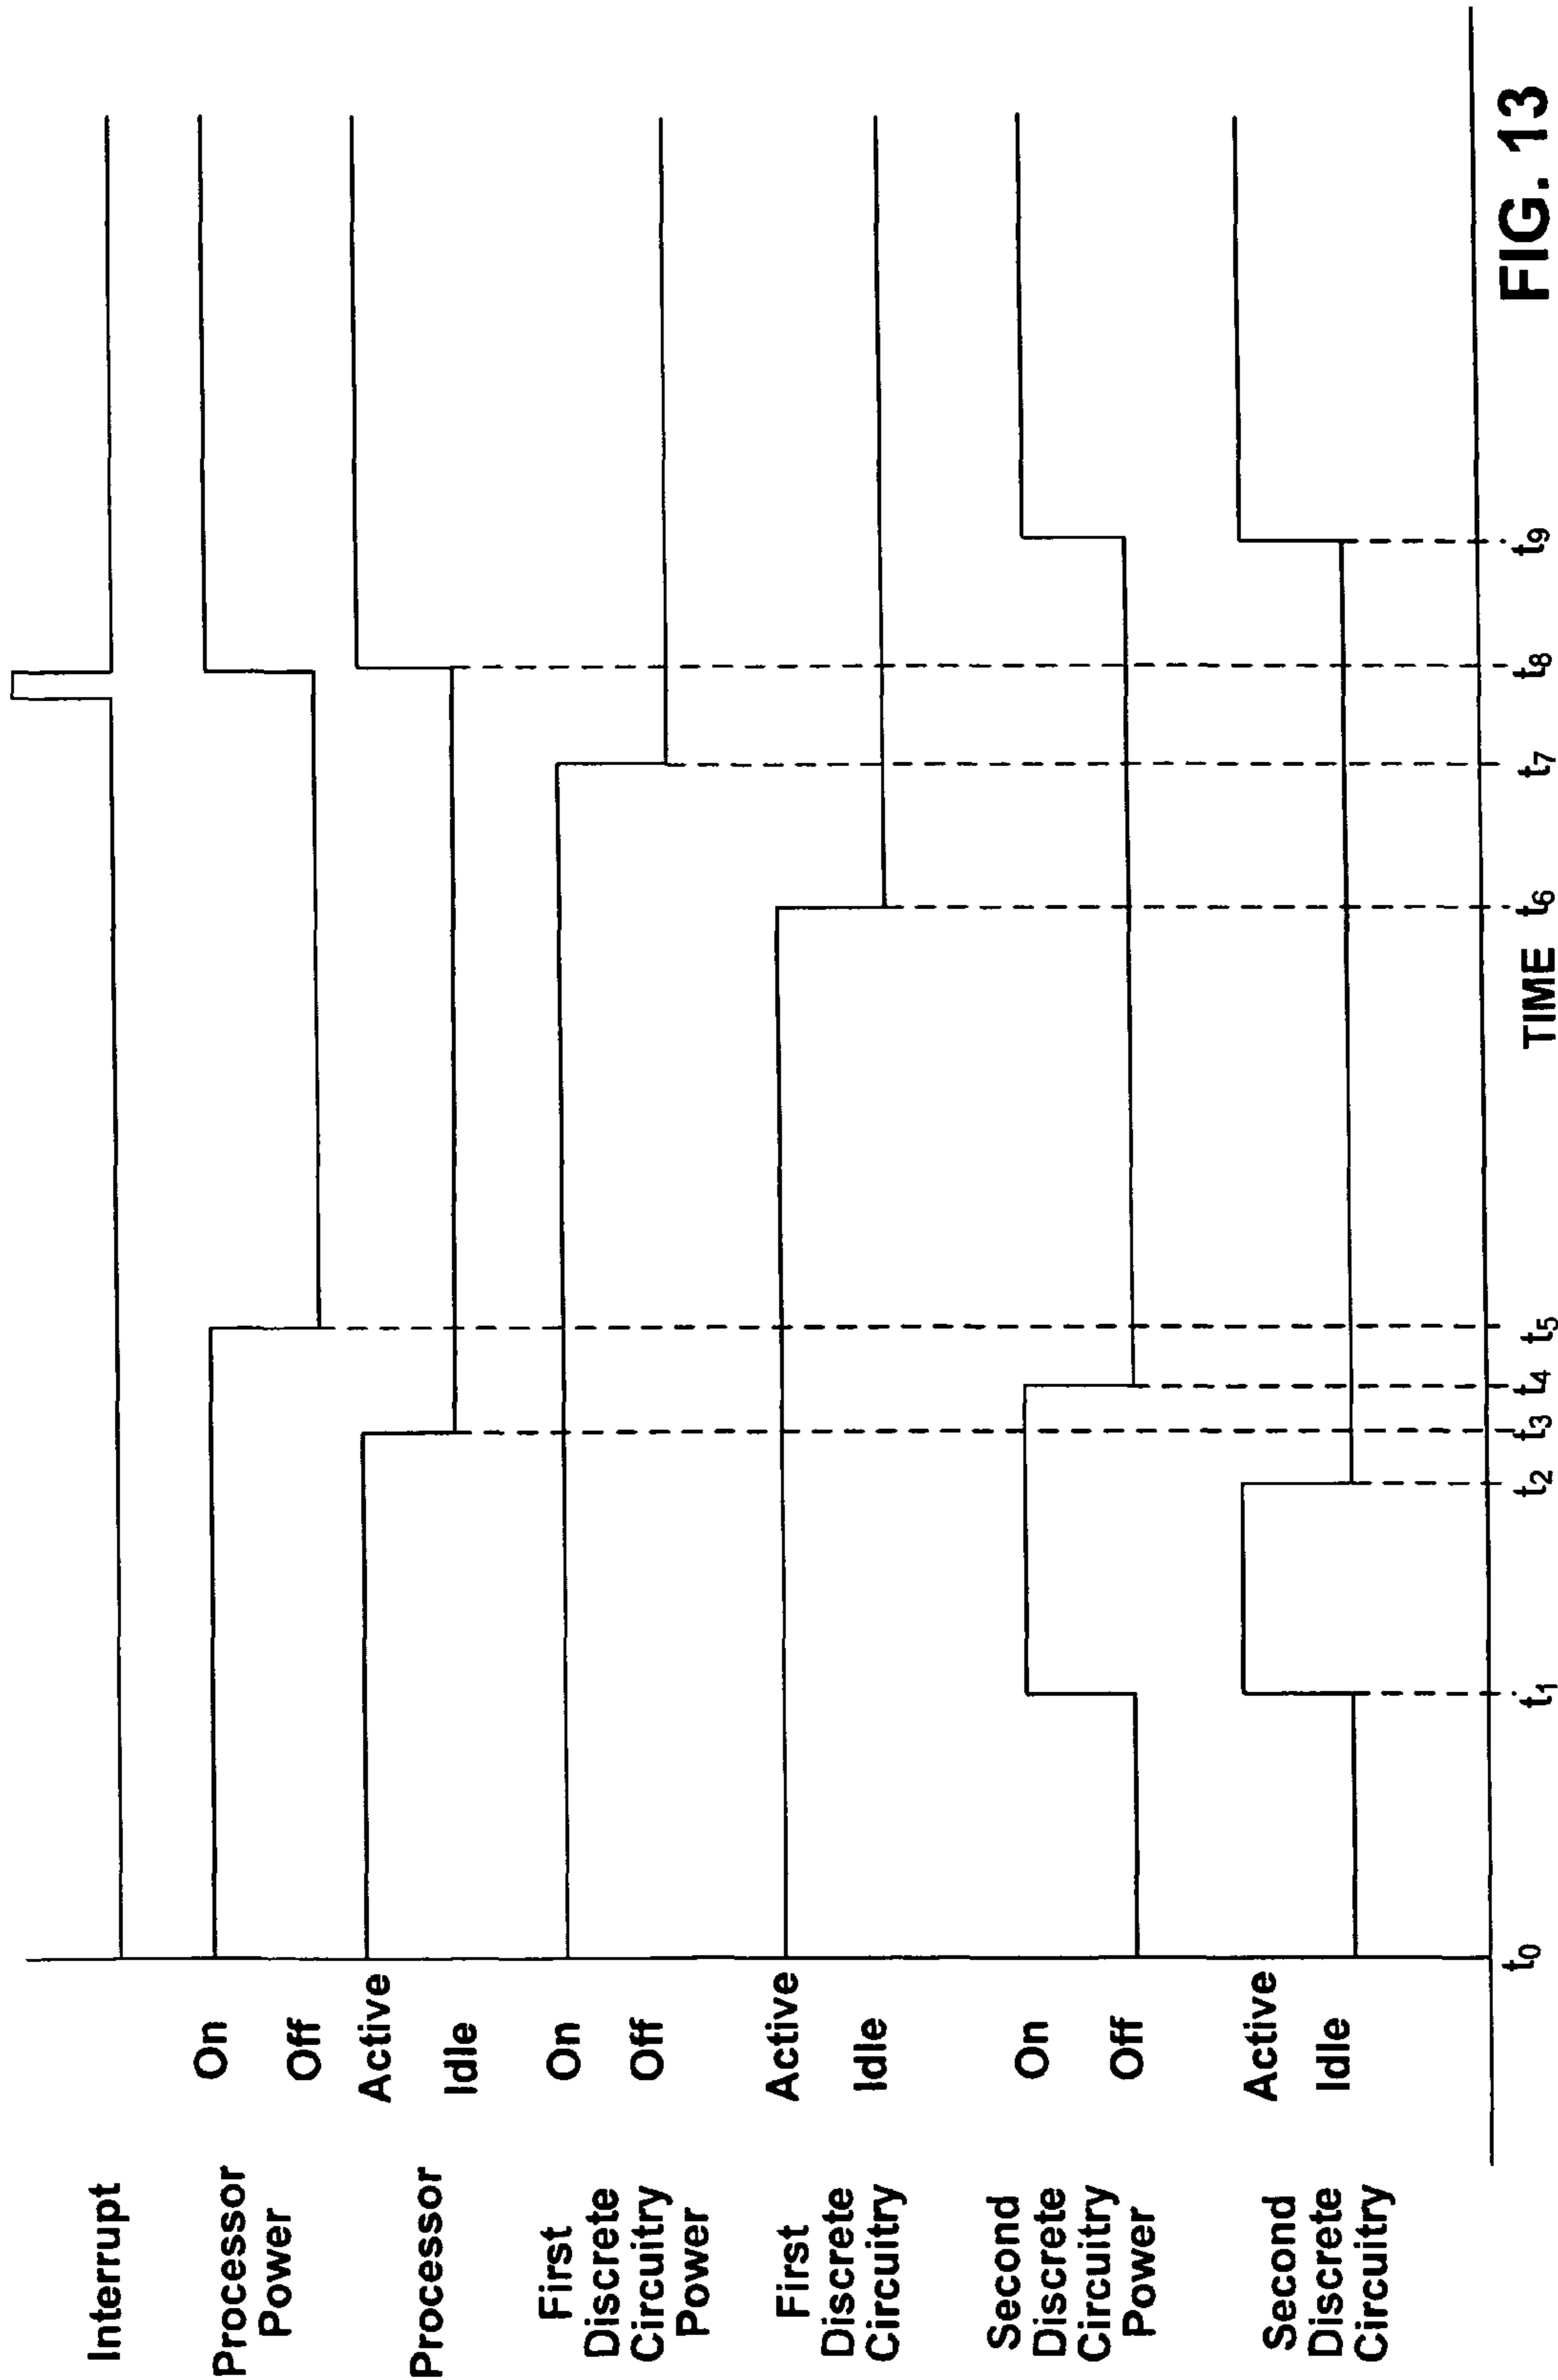 Interrupt
Processor
Power
On
Off
Processor
Active
Idle
First
Discrete
Circuitry
Power
On
Off
First
Discrete
Circuitry
Active
Idle
Second
Discrete
Circuitry
Power
On
Off
Second
Discrete
Circuitry
Active
Idle
t0 t1 t2 t3 t4 t5 t6 t7 t8 t9
TIME
FIG. 13